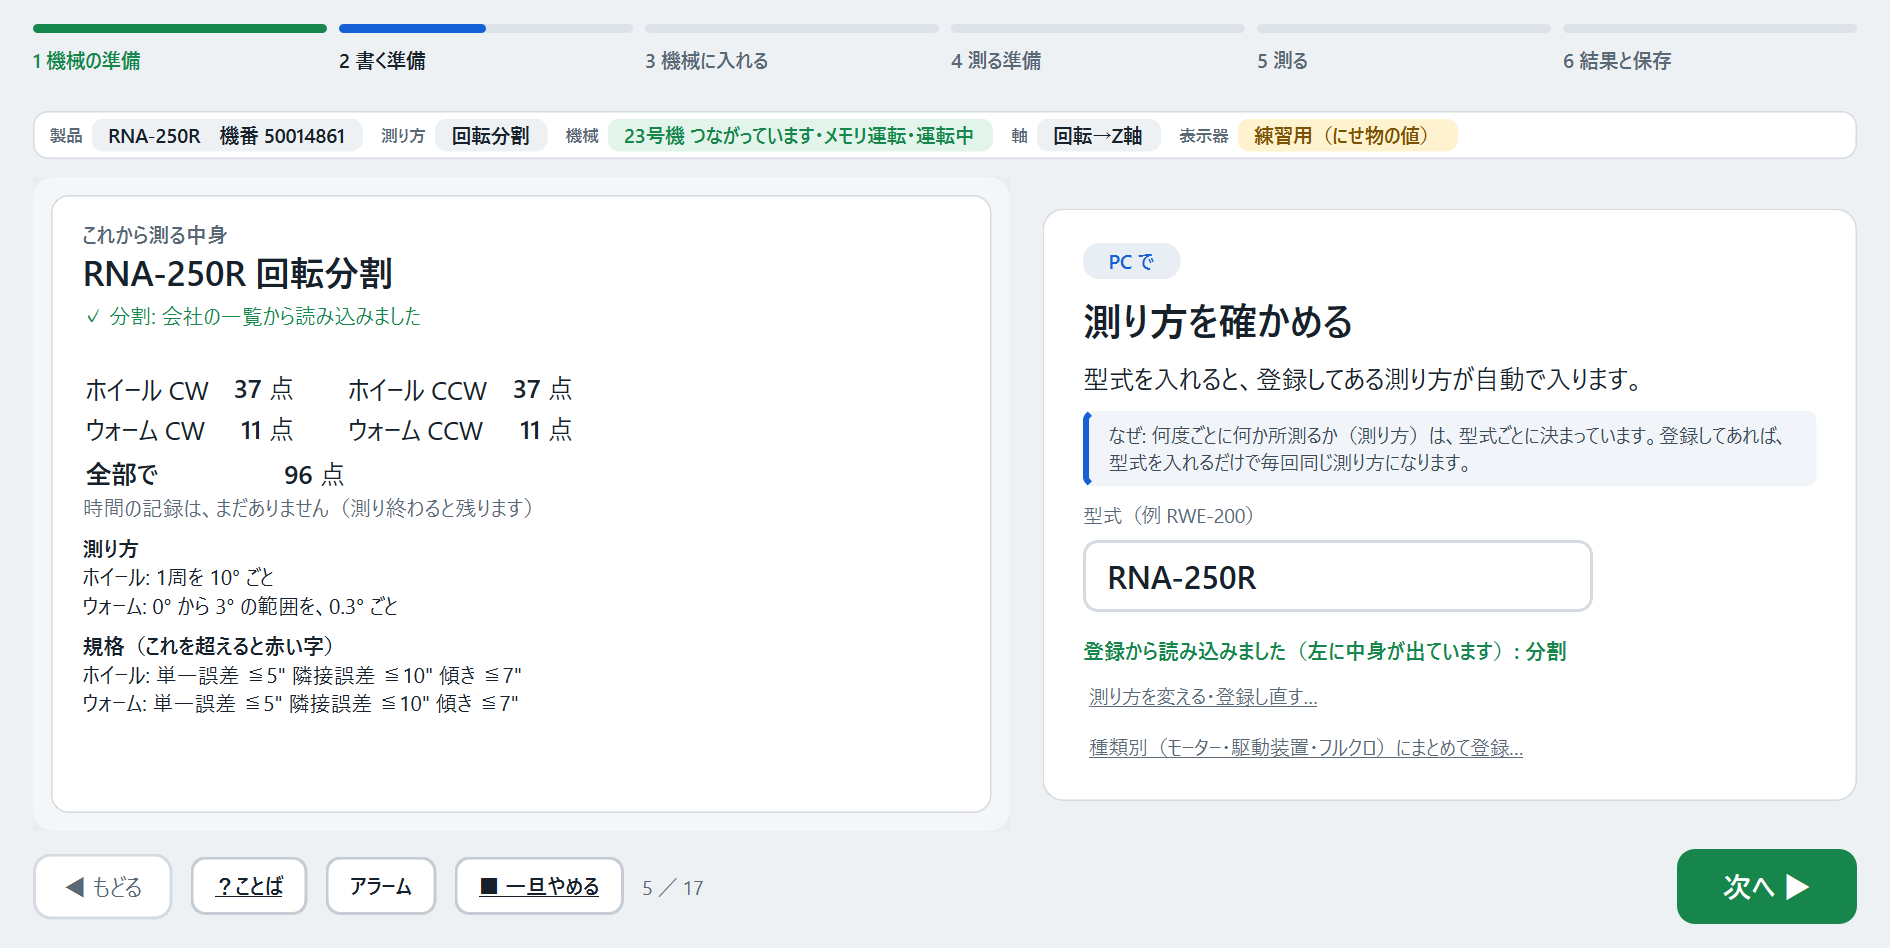 1 機械の準備
2 書く準備
3 機械に入れる
4 測る準備
5 測る
6 結果と保存
製品 RNA-250R 機番 50014861 測り方 回転分割 機械 23号機 つながっています・メモリ運転・運転中 軸 回転→Z軸 表示器 練習用（にせ物の値）
これから測る中身
RNA-250R 回転分割
✓ 分割: 会社の一覧から読み込みました
ホイール CW 37 点 ホイール CCW 37 点
ウォーム CW 11 点 ウォーム CCW 11 点
全部で 96 点
時間の記録は、まだありません（測り終わると残ります）
測り方
ホイール: 1周を 10° ごと
ウォーム: 0° から 3° の範囲を、0.3° ごと
規格（これを超えると赤い字）
ホイール: 単一誤差 ≦5" 隣接誤差 ≦10" 傾き ≦7"
ウォーム: 単一誤差 ≦5" 隣接誤差 ≦10" 傾き ≦7"
PC で
測り方を確かめる
型式を入れると、登録してある測り方が自動で入ります。
なぜ: 何度ごとに何か所測るか（測り方）は、型式ごとに決まっています。登録してあれば、
型式を入れるだけで毎回同じ測り方になります。
型式（例 RWE-200）
RNA-250R
登録から読み込みました（左に中身が出ています）: 分割
測り方を変える・登録し直す...
種類別（モーター・駆動装置・フルクロ）にまとめて登録...
◀ もどる
？ことば
アラーム
■ 一旦やめる
5 ／ 17
次へ ▶